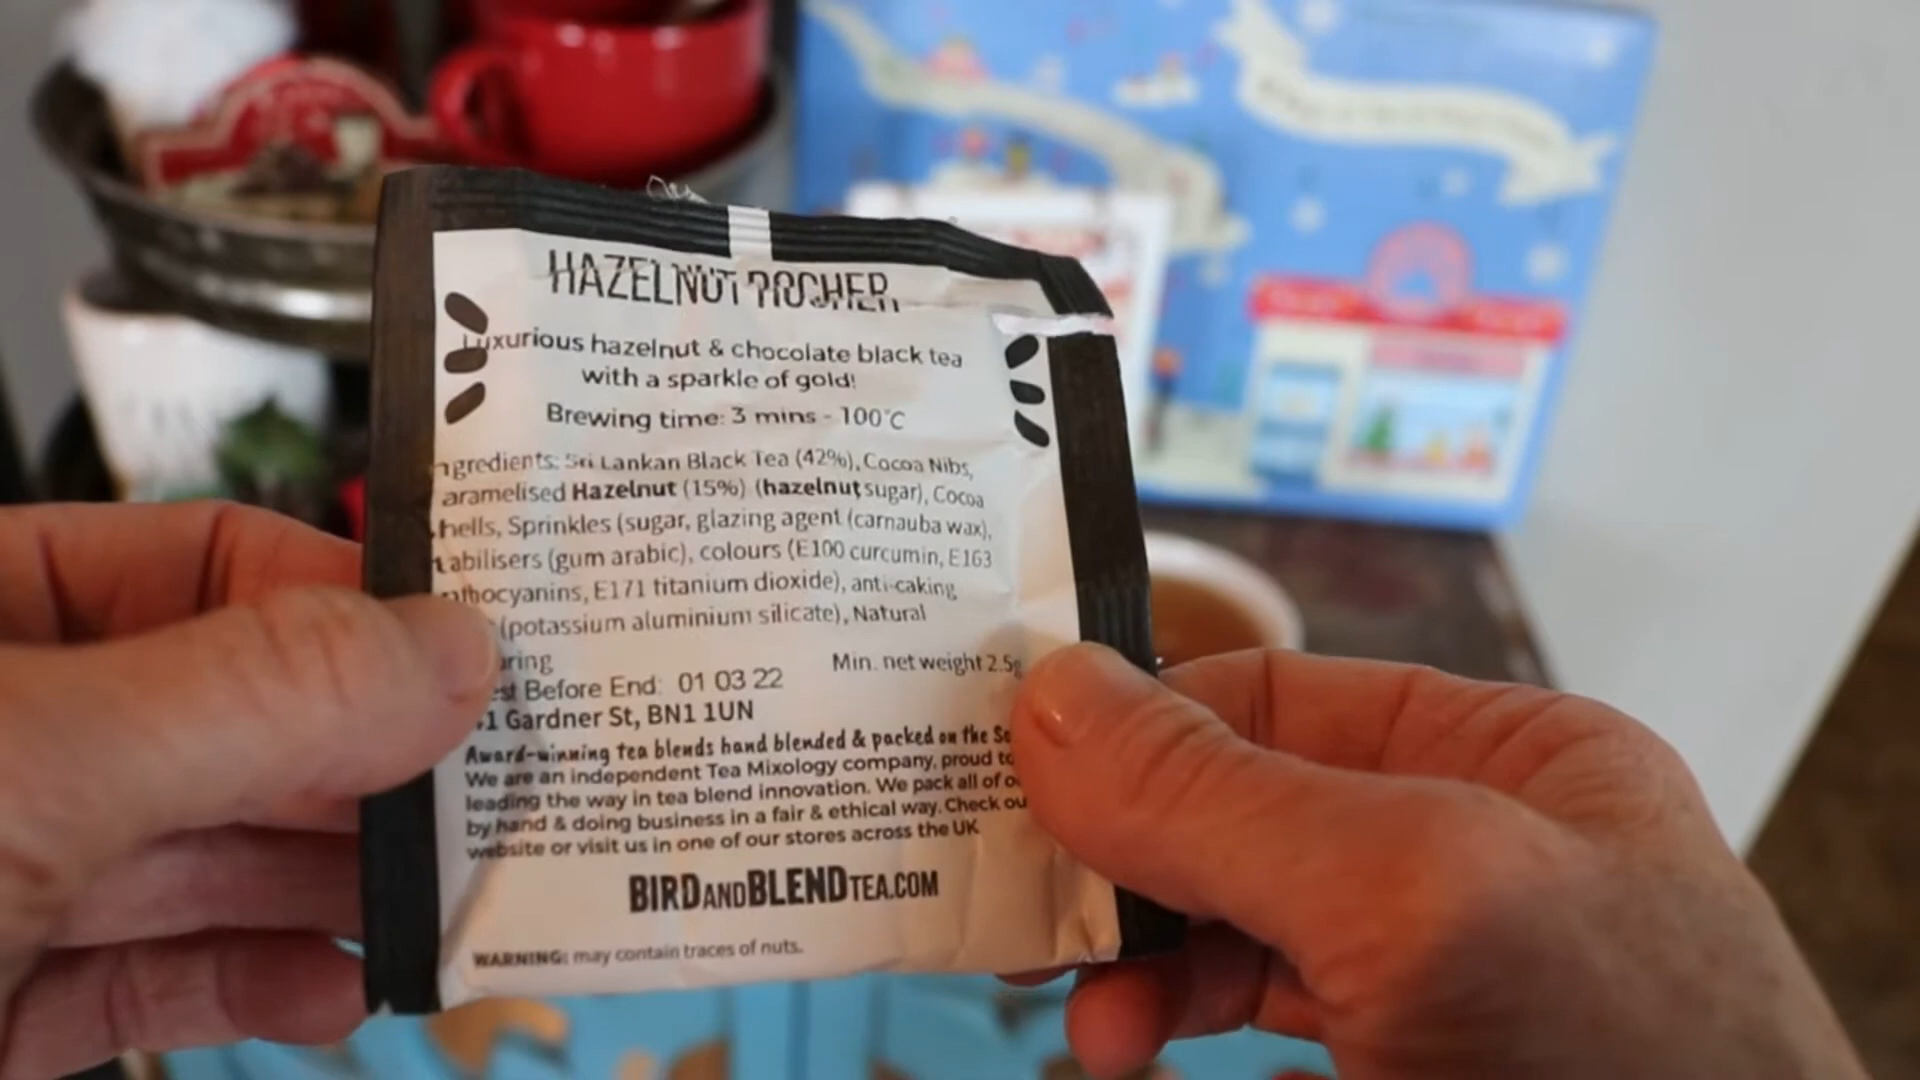 HAZELNUT ROCHER
Luxurious hazelnut & chocolate black tea
with a sparkle of gold!
Brewing time: 3 mins - 100°C
ngredients: Sri Lankan Black Tea (42%), Cocoa Nibs,
aramelised Hazelnut (15%) (hazelnut, sugar), Cocoa
hells, Sprinkles (sugar, glazing agent (carnauba wax),
tabilisers (gum arabic), colours (E100 curcumin, E163
nthocyanins, E171 titanium dioxide), anti-caking
(potassium aluminium silicate), Natural
uring
Min. net weight 2.5g
est Before End: 01 03 22
41 Gardner St, BN1 1UN
Award-winning tea blends hand blended & packed on the So
We are an independent Tea Mixology company, proud to
leading the way in tea blend innovation. We pack all of ou
by hand & doing business in a fair & ethical way. Check ou
website or visit us in one of our stores across the UK
BIRDANDBLENDTEA.COM
WARNING: may contain traces of nuts.